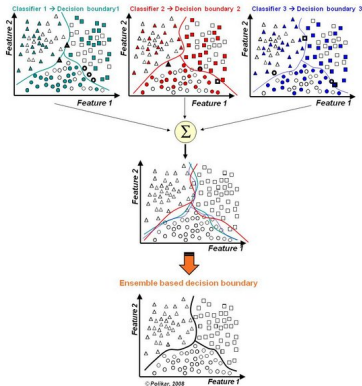 Classifier 1 → Decision boundary1
Classifier 2 → Decision boundary 2
Classifier 3 → Decision boundary 3
Feature 2
Feature 2
Feature 2
Feature 1
Feature 1
Feature 1
Σ
Feature 2
Feature 1
Ensemble based decision boundary
Feature 2
Feature 1
©Polikar, 2008